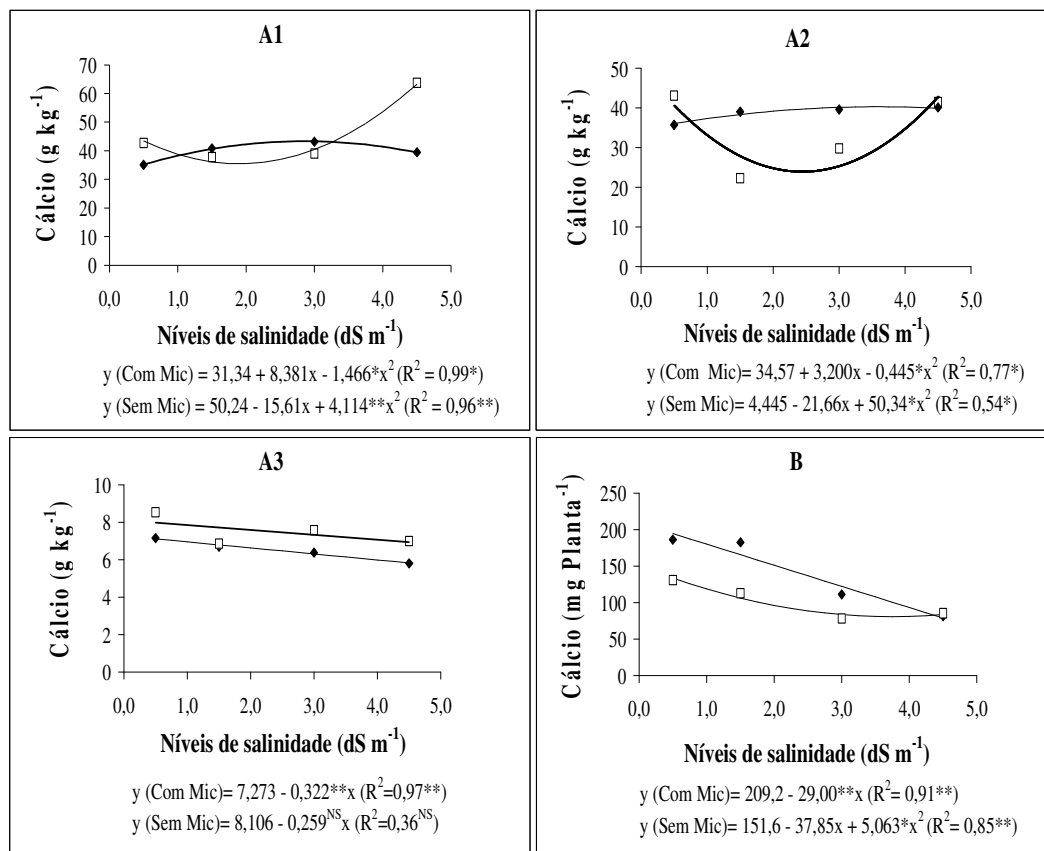 A1
Cálcio (g kg⁻¹)
70
60
50
40
30
20
10
0
0,0 1,0 2,0 3,0 4,0 5,0
Níveis de salinidade (dS m⁻¹)
y (Com Mic) = 31,34 + 8,381x - 1,466*x² (R² = 0,99*)
y (Sem Mic) = 50,24 - 15,61x + 4,114**x² (R² = 0,96**)
A2
Cálcio (g kg⁻¹)
50
40
30
20
10
0
0,0 1,0 2,0 3,0 4,0 5,0
Níveis de salinidade (dS m⁻¹)
y (Com Mic)= 34,57 + 3,200x - 0,445*x² (R² = 0,77*)
y (Sem Mic)= 4,445 - 21,66x + 50,34*x² (R²= 0,54*)
A3
Cálcio (g kg⁻¹)
10
8
6
4
2
0
0,0 1,0 2,0 3,0 4,0 5,0
Níveis de salinidade (dS m⁻¹)
y (Com Mic)= 7,273 - 0,322**x (R²=0,97**)
y (Sem Mic)= 8,106 - 0,259ᴺˢx (R²=0,36ᴺˢ)
B
Cálcio (mg Planta⁻¹)
250
200
150
100
50
0
0,0 1,0 2,0 3,0 4,0 5,0
Níveis de salinidade (dS m⁻¹)
y (Com Mic)= 209,2 - 29,00**x (R²= 0,91**)
y (Sem Mic)= 151,6 - 37,85x + 5,063*x² (R²= 0,85**)